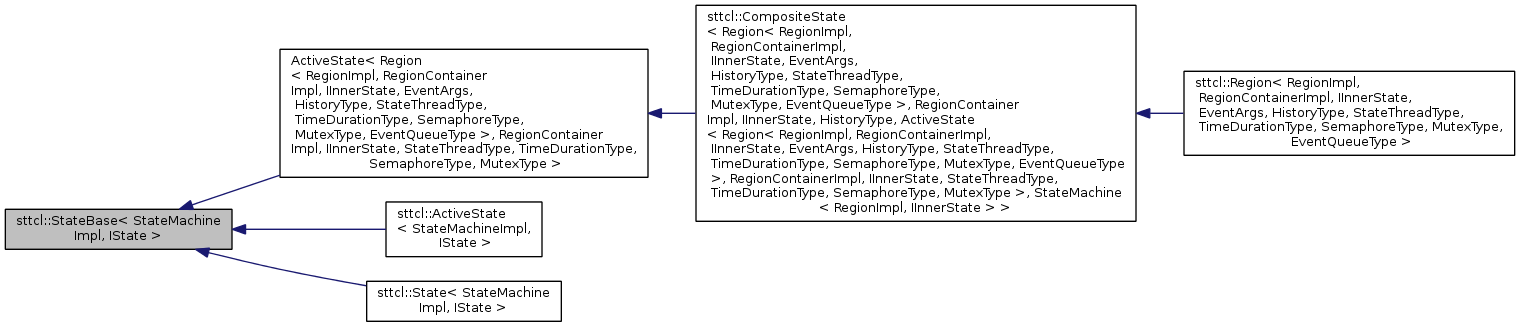 sttcl::StateBase< StateMachine
Impl, IState >
ActiveState< Region
< RegionImpl, RegionContainer
Impl, IInnerState, EventArgs,
HistoryType, StateThreadType,
TimeDurationType, SemaphoreType,
MutexType, EventQueueType >, RegionContainer
Impl, IInnerState, StateThreadType, TimeDurationType,
SemaphoreType, MutexType >
sttcl::ActiveState
< StateMachineImpl,
IState >
sttcl::State< StateMachine
Impl, IState >
sttcl::CompositeState
< Region< RegionImpl,
RegionContainerImpl,
IInnerState, EventArgs,
HistoryType, StateThreadType,
TimeDurationType, SemaphoreType,
MutexType, EventQueueType >, RegionContainer
Impl, IInnerState, HistoryType, ActiveState
< Region< RegionImpl, RegionContainerImpl,
IInnerState, EventArgs, HistoryType, StateThreadType,
TimeDurationType, SemaphoreType, MutexType, EventQueueType
>, RegionContainerImpl, IInnerState, StateThreadType,
TimeDurationType, SemaphoreType, MutexType >, StateMachine
< RegionImpl, IInnerState > >
sttcl::Region< RegionImpl,
RegionContainerImpl, IInnerState,
EventArgs, HistoryType, StateThreadType,
TimeDurationType, SemaphoreType, MutexType,
EventQueueType >